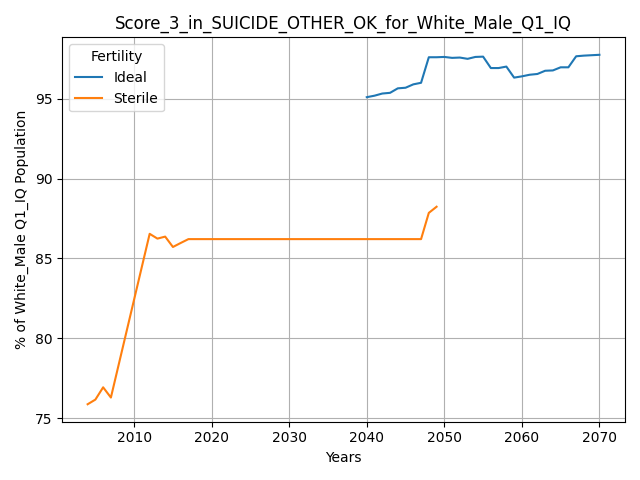 Score_3_in_SUICIDE_OTHER_OK_for_White_Male_Q1_IQ
Fertility
Ideal
Sterile
% of White_Male Q1_IQ Population
95
90
85
80
75
2010 2020 2030 2040 2050 2060 2070
Years